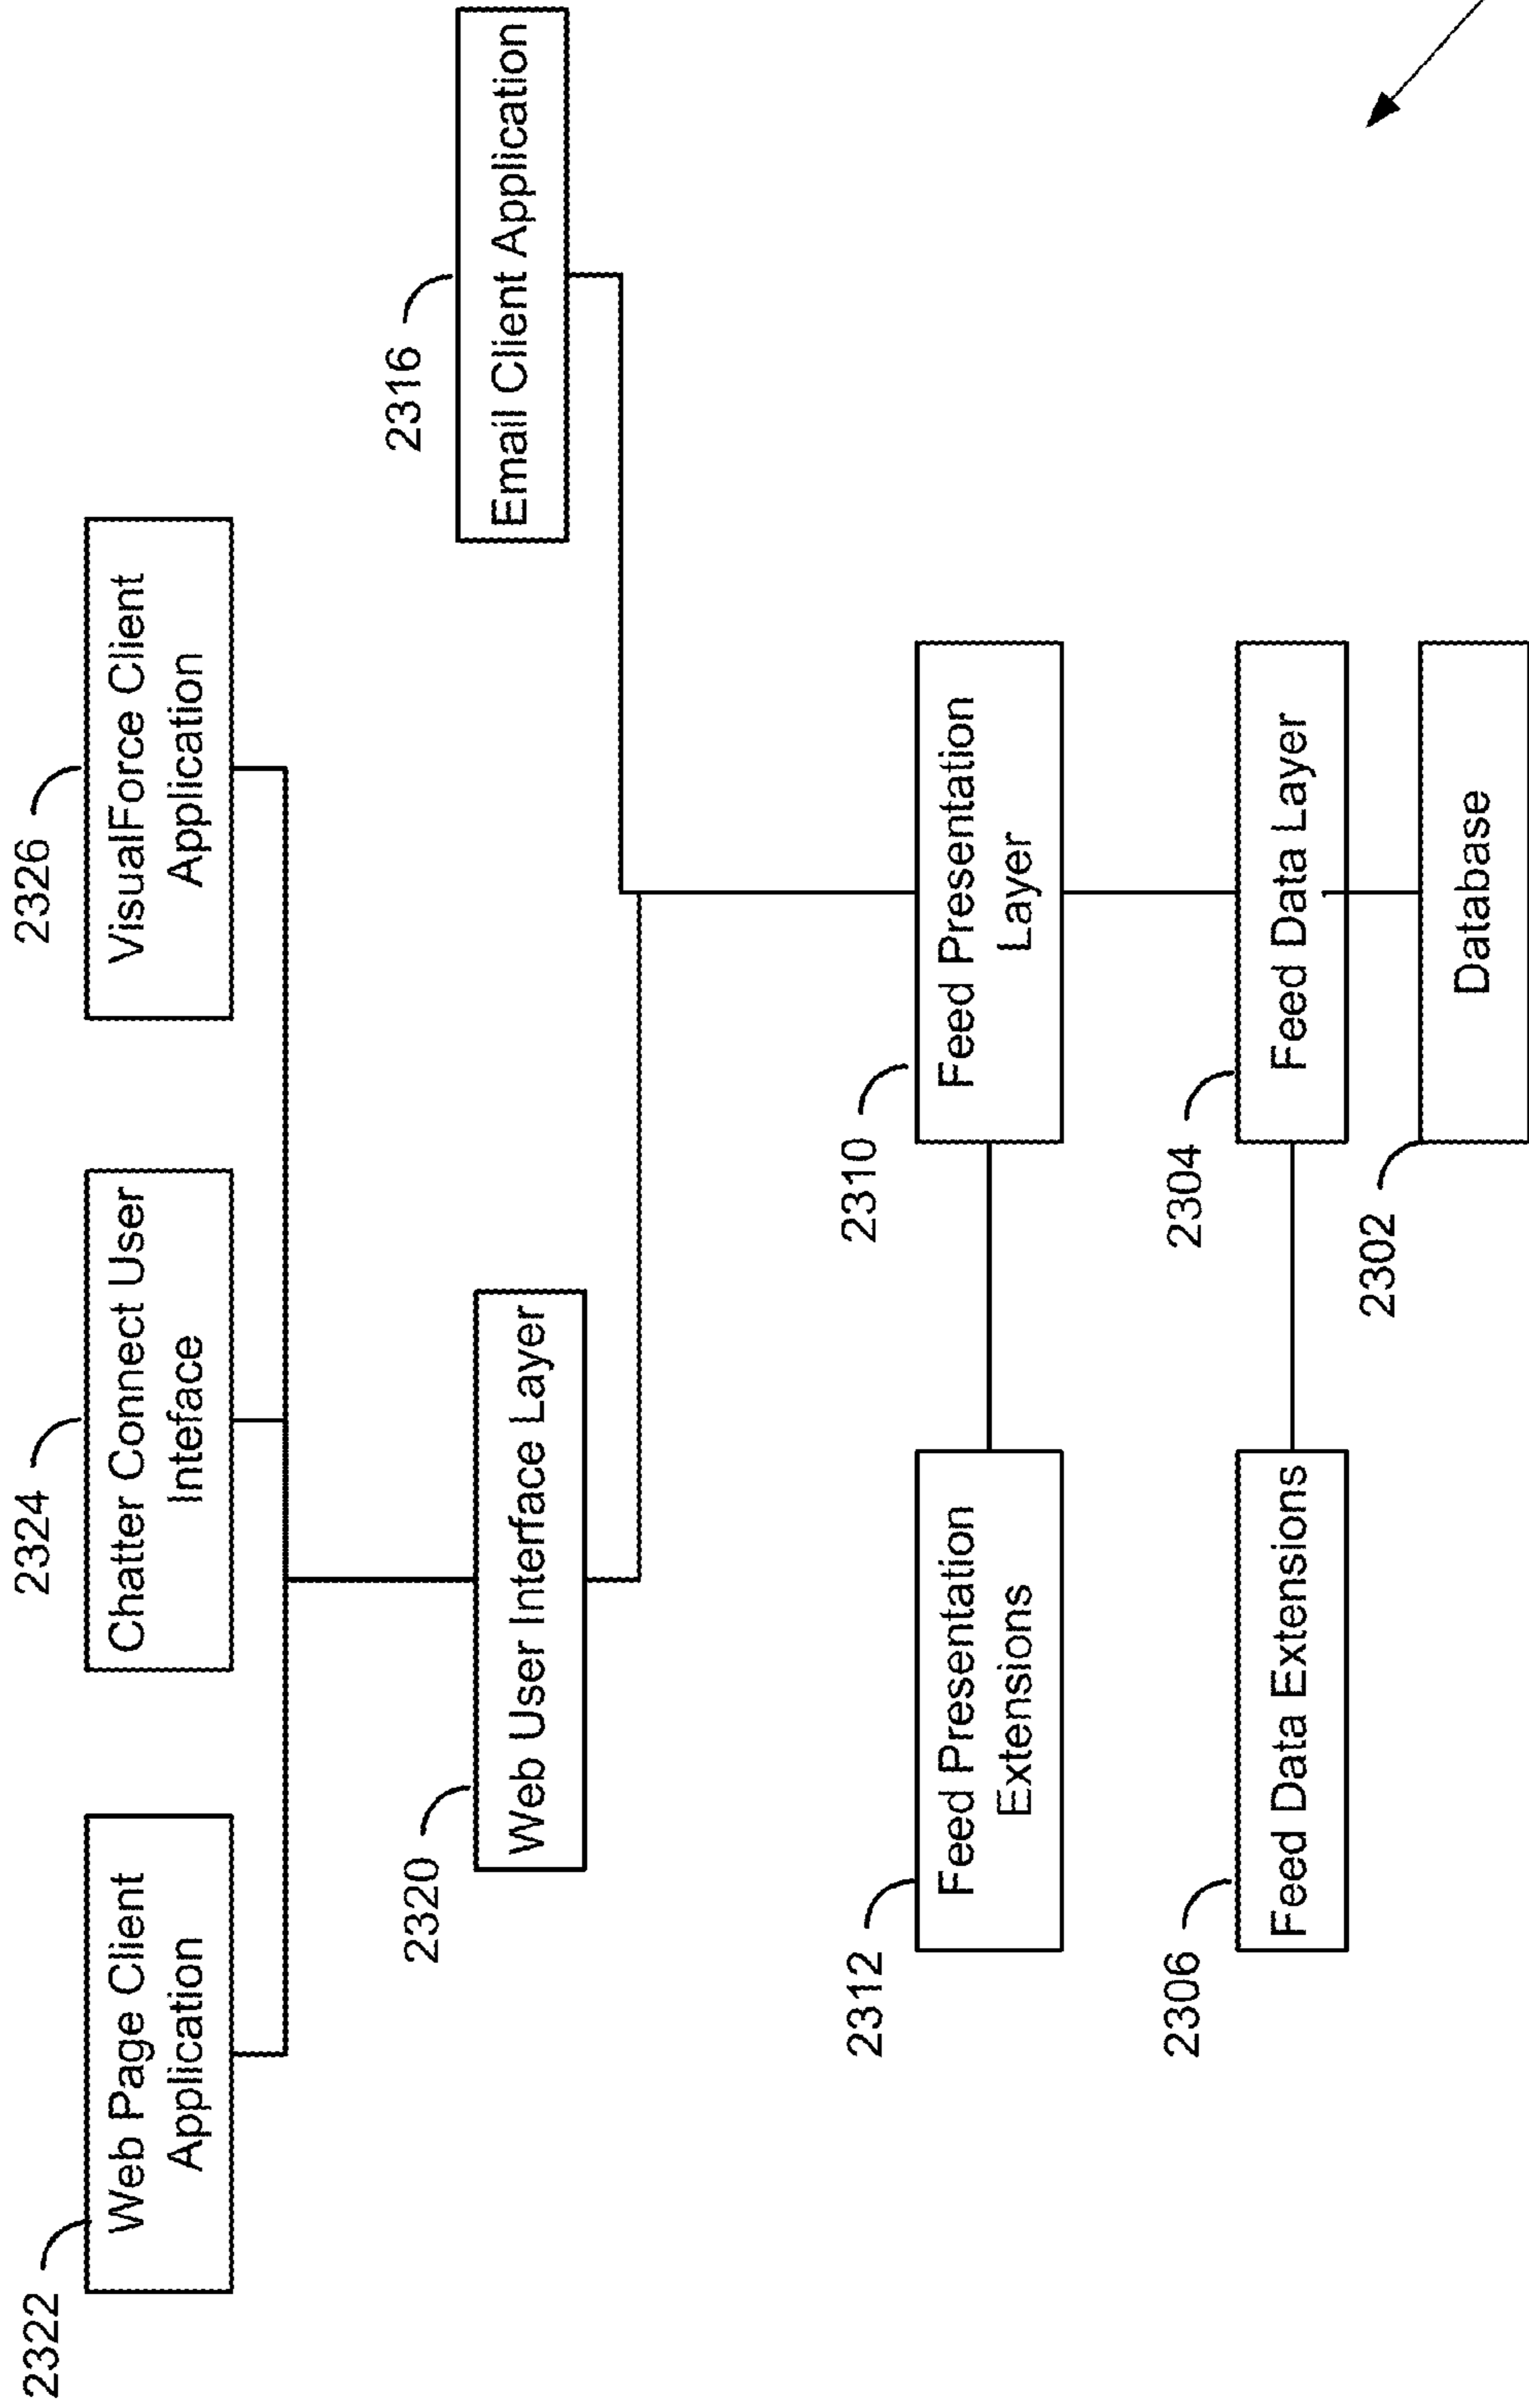 2322
Web Page Client
Application
2324
Chatter Connect User
Inteface
2326
VisualForce Client
Application
2320
Web User Interface Layer
2316
Email Client Application
2312
Feed Presentation
Extensions
2310
Feed Presentation
Layer
2306
Feed Data Extensions
2304
Feed Data Layer
2302
Database